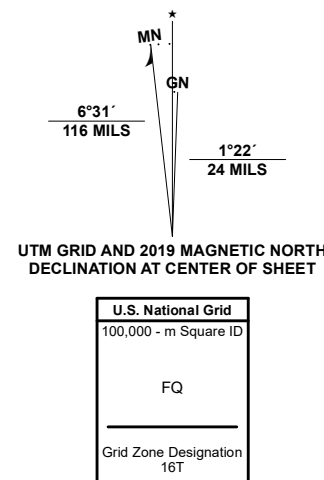 ★
MN
GN
6°31´
116 MILS
1°22´
24 MILS
UTM GRID AND 2019 MAGNETIC NORTH
DECLINATION AT CENTER OF SHEET
U.S. National Grid
100,000 - m Square ID
FQ
Grid Zone Designation
16T